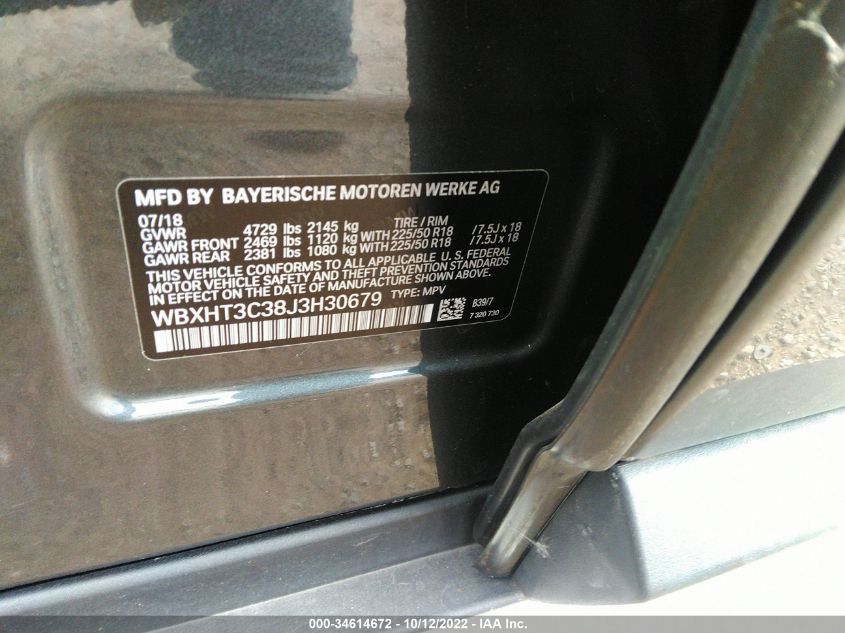 MFD BY BAYERISCHE MOTOREN WERKE AG
07/18 TIRE / RIM
GVWR 4729 lbs 2145 kg
GAWR FRONT 2469 lbs 1120 kg WITH 225/50 R18 /7.5J x 18
GAWR REAR 2381 lbs 1080 kg WITH 225/50 R18 /7.5J x 18
THIS VEHICLE CONFORMS TO ALL APPLICABLE U.S. FEDERAL
MOTOR VEHICLE SAFETY AND THEFT PREVENTION STANDARDS
IN EFFECT ON THE DATE OF MANUFACTURE SHOWN ABOVE.
WBXHT3C38J3H30679 TYPE: MPV
B39/7
7 320 730
000-34614672 - 10/12/2022 - IAA Inc.